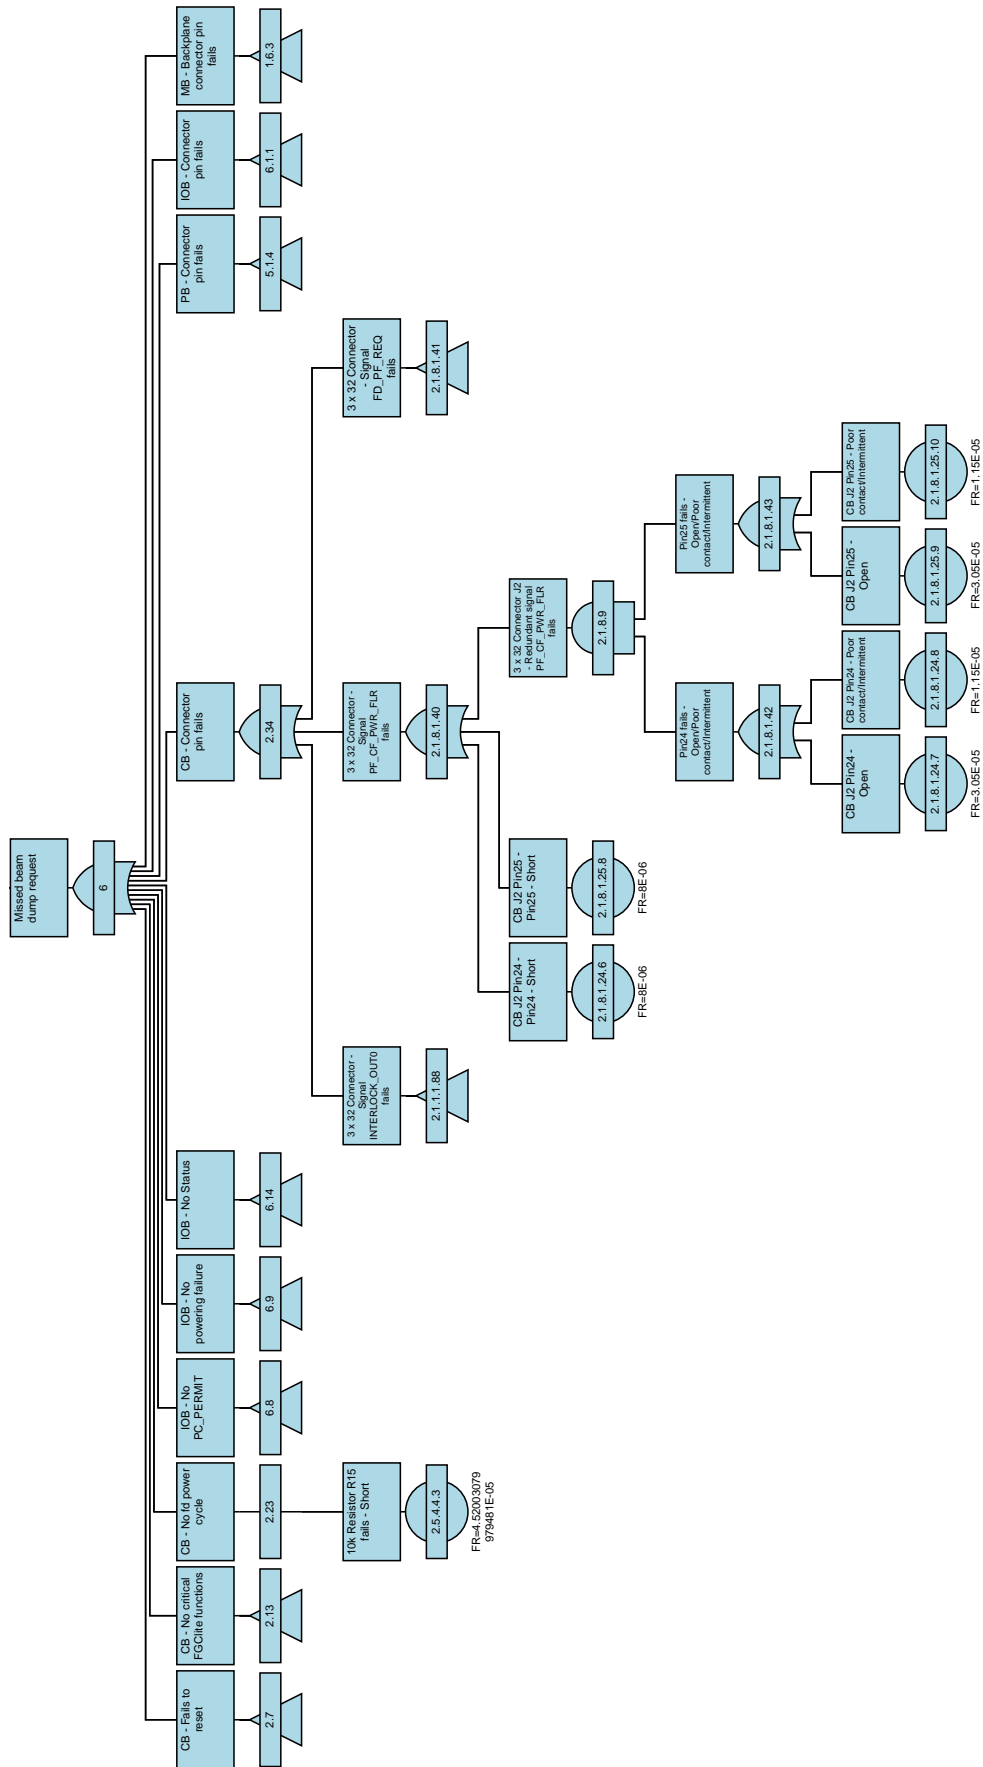 Missed beam
dump request
6
CB - Fails to
reset
2.7
CB - No critical
FGClite functions
2.13
CB - No fd power
cycle
2.23
IOB - No
PC_PERMIT
6.8
IOB - No
powering failure
6.9
IOB - No Status
6.14
CB - Connector
pin fails
2.34
PB - Connector
pin fails
5.1.4
IOB - Connector
pin fails
6.1.1
MB - Backplane
connector pin
fails
1.6.3
10k Resistor R15
fails - Short
2.5.4.4.3
FR=4.52003079
979481E-05
3 x 32 Connector -
Signal
INTERLOCK_OUT0
fails
2.1.1.1.88
3 x 32 Connector -
Signal
PF_CF_PWR_FLR
fails
2.1.8.1.40
3 x 32 Connector
- Signal
FD_PF_REQ
fails
2.1.8.1.41
CB J2 Pin24 -
Pin24 - Short
2.1.8.1.24.6
FR=8E-06
CB J2 Pin25 -
Pin25 - Short
2.1.8.1.25.8
FR=8E-06
3 x 32 Connector J2
- Redundant signal
PF_CF_PWR_FLR
fails
2.1.8.9
Pin24 fails -
Open/Poor
contact/Intermittent
2.1.8.1.42
Pin25 fails -
Open/Poor
contact/Intermittent
2.1.8.1.43
CB J2 Pin24 -
Open
2.1.8.1.24.7
FR=3.05E-05
CB J2 Pin24 - Poor
contact/Intermittent
2.1.8.1.24.8
FR=1.15E-05
CB J2 Pin25 -
Open
2.1.8.1.25.9
FR=3.05E-05
CB J2 Pin25 - Poor
contact/Intermittent
2.1.8.1.25.10
FR=1.15E-05